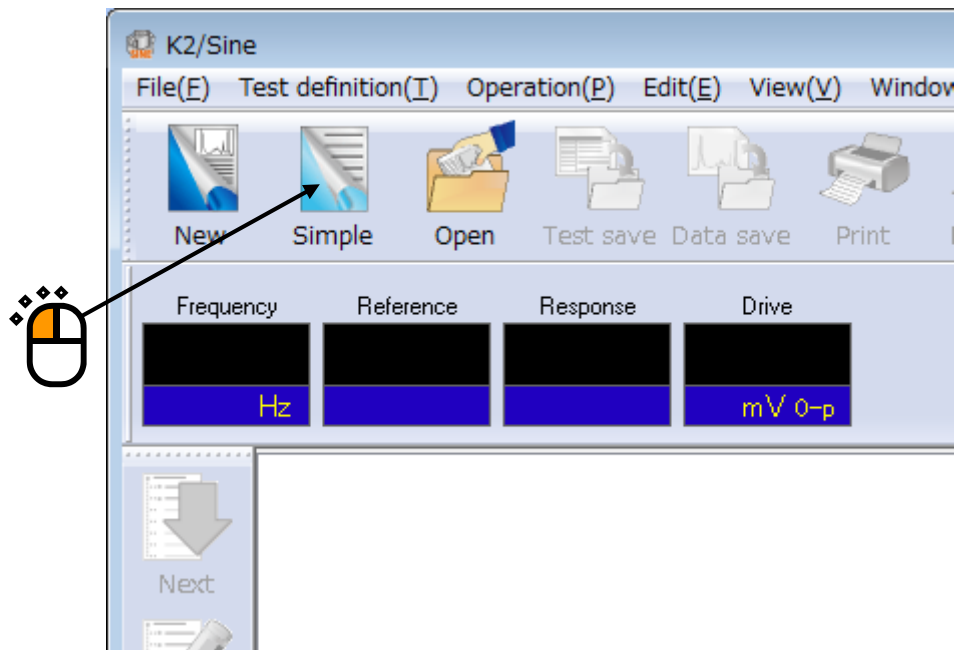 K2/Sine
File(F) Test definition(T) Operation(P) Edit(E) View(V) Window
New Simple Open Test save Data save Print
Frequency Reference Response Drive
Hz mV 0-p
Next